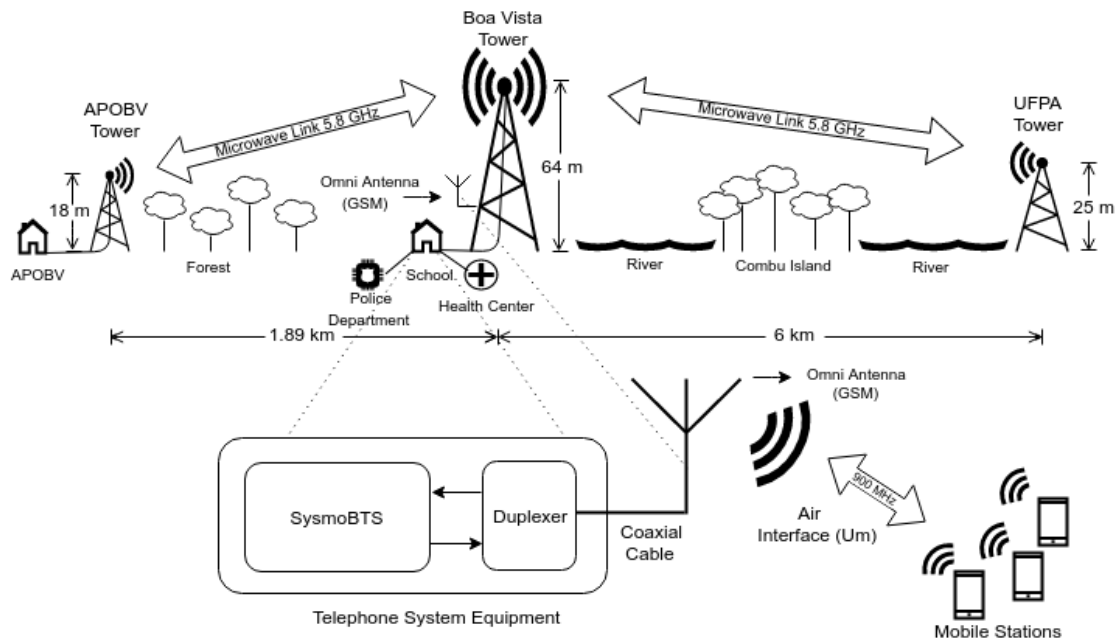 Boa Vista
Tower
APOBV
Tower
Microwave Link 5.8 GHz
Microwave Link 5.8 GHz
UFPA
Tower
64 m
Omni Antenna
(GSM)
18 m
25 m
APOBV
Forest
School.
River
Combu Island
River
Police
Department
Health Center
1.89 km
6 km
Omni Antenna
(GSM)
900 MHz
SysmoBTS
Duplexer
Coaxial
Cable
Air
Interface (Um)
Telephone System Equipment
Mobile Stations